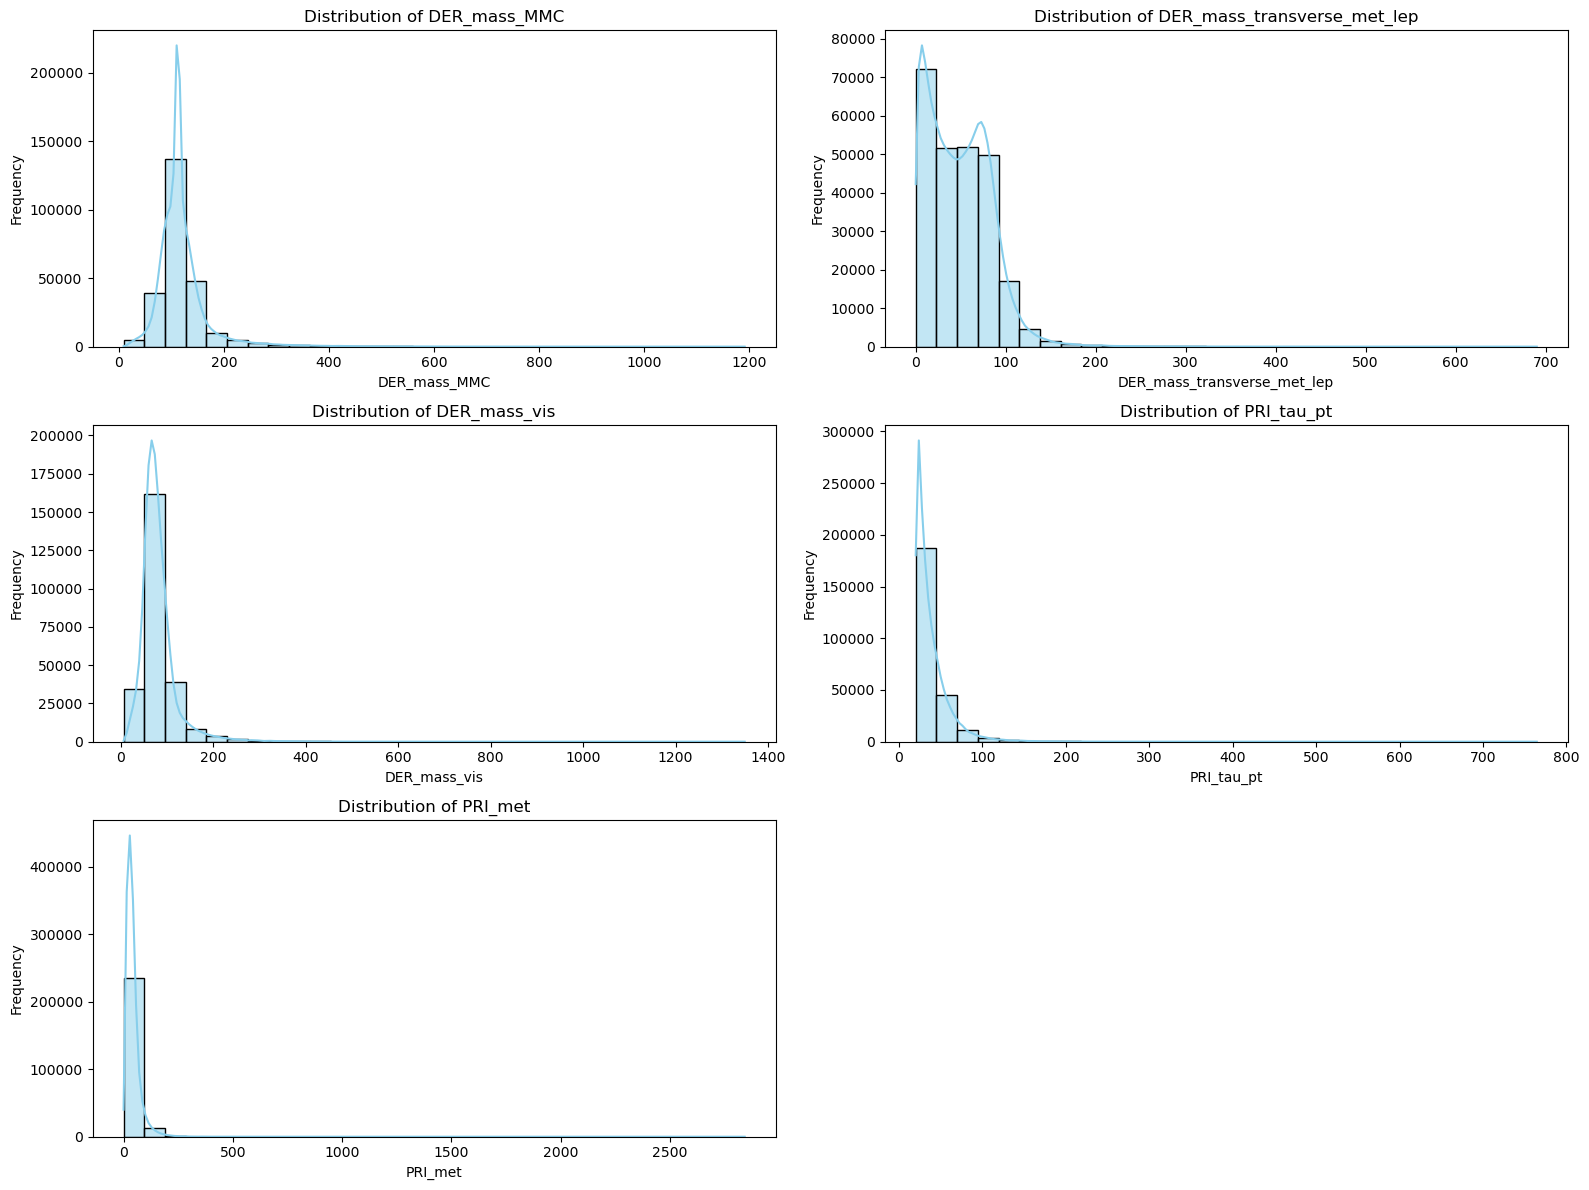 Distribution of DER_mass_MMC
Frequency
200000
150000
100000
50000
0
0 200 400 600 800 1000 1200
DER_mass_MMC
Distribution of DER_mass_transverse_met_lep
Frequency
80000
70000
60000
50000
40000
30000
20000
10000
0
0 100 200 300 400 500 600 700
DER_mass_transverse_met_lep
Distribution of DER_mass_vis
Frequency
200000
175000
150000
125000
100000
75000
50000
25000
0
0 200 400 600 800 1000 1200 1400
DER_mass_vis
Distribution of PRI_tau_pt
Frequency
300000
250000
200000
150000
100000
50000
0
0 100 200 300 400 500 600 700 800
PRI_tau_pt
Distribution of PRI_met
Frequency
400000
300000
200000
100000
0
0 500 1000 1500 2000 2500
PRI_met